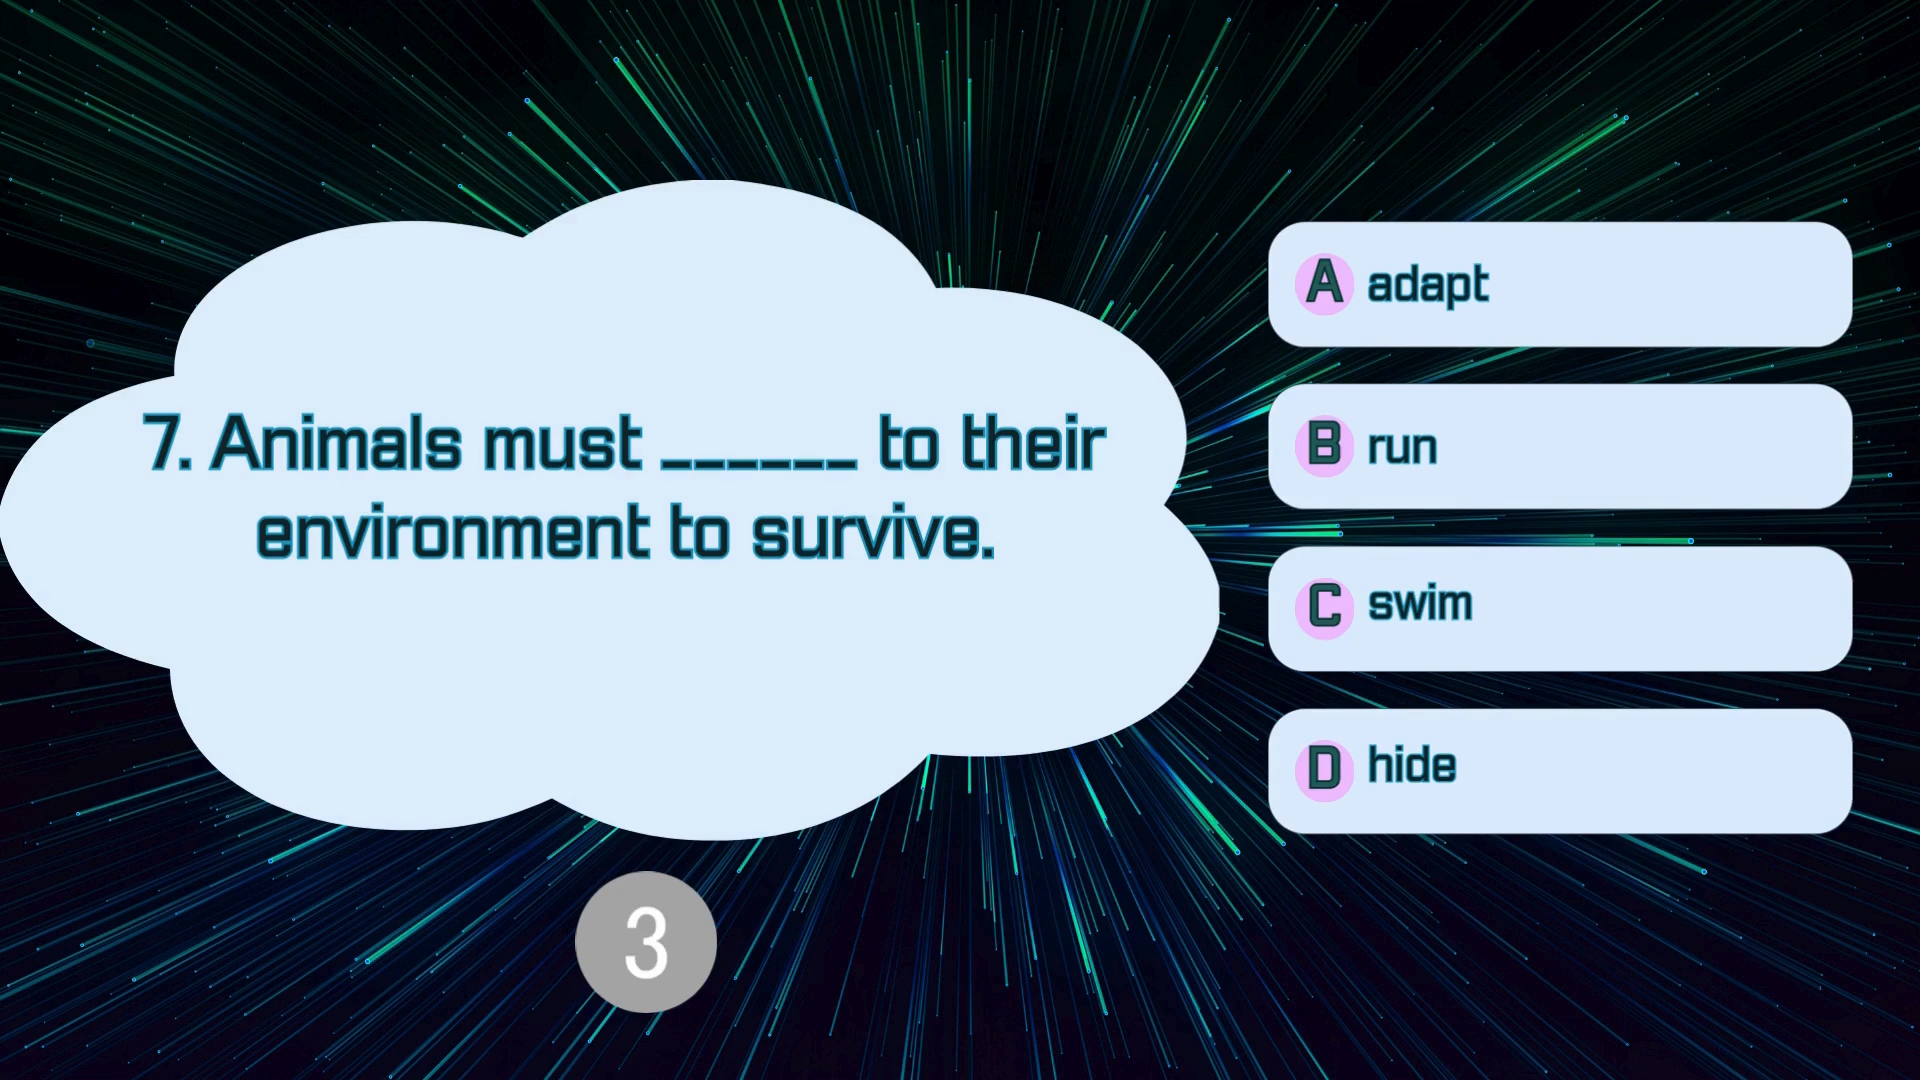 7. Animals must ______ to their
environment to survive.
A adapt
B run
C swim
D hide
3